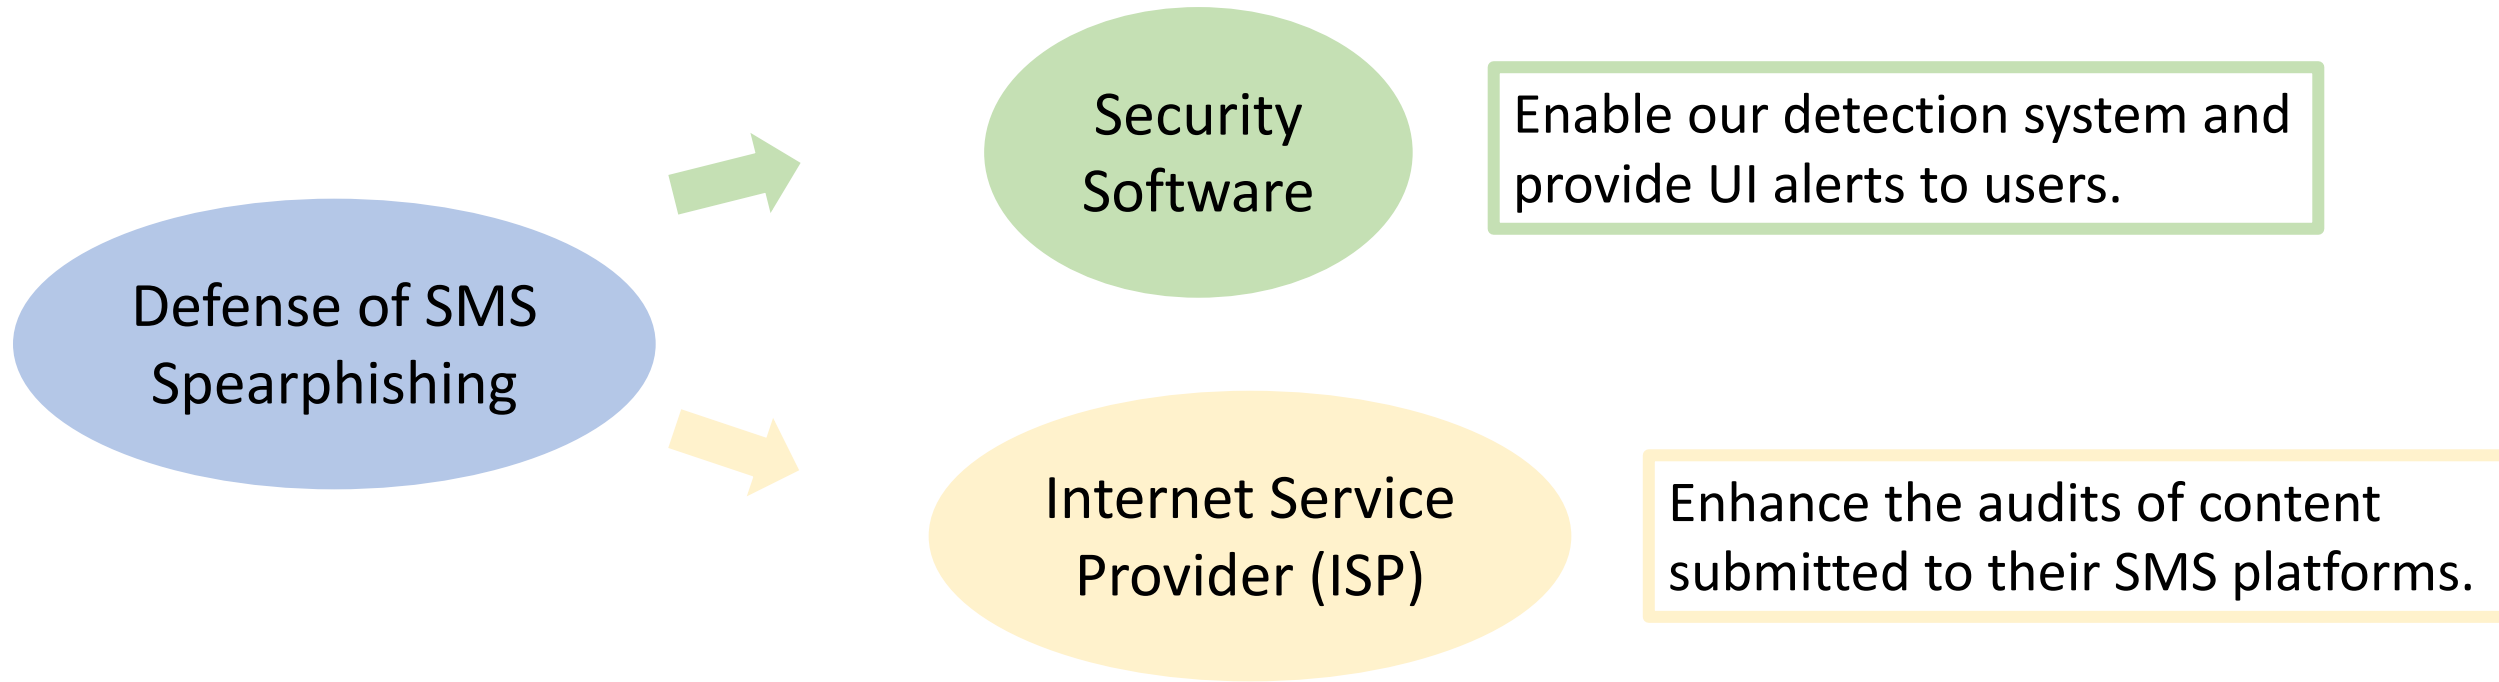 Defense of SMS
Spearphishing
Security
Software
Enable our detection system and
provide UI alerts to users.
Internet Service
Provider (ISP)
Enhance the audits of content
submitted to their SMS platforms.